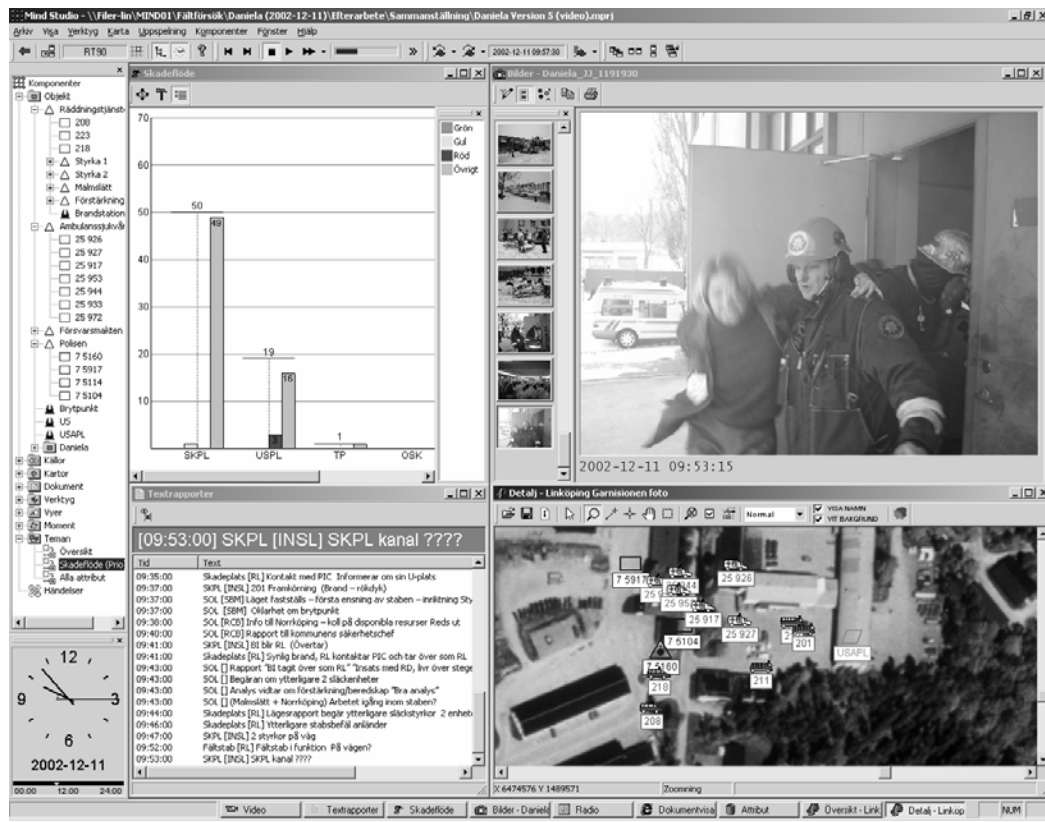 Mind Studio - \\Filer-lin\MIND01\Fältförsök\Daniela (2002-12-11)\Efterarbete\Sammanställning\Daniela Version 5 (video).mprj
Arkiv Visa Verktyg Karta Uppspelning Komponenter Fönster Hjälp
RT90
2002-12-11 09:57:30
Komponenter
Objekt
Räddningstjänst
208
223
218
Styrka 1
Styrka 2
Malmslätt
Förstärkning
Brandstation
Ambulanssjukvår
25 926
25 927
25 917
25 953
25 944
25 933
25 972
Försvarsmakten
Polisen
7 5160
7 5917
7 5114
7 5104
Brytpunkt
US
USAPL
Daniela
Källor
Kartor
Dokument
Verktyg
Vyer
Moment
Teman
Översikt
Skadeflöde (Prio
Alla attribut
Händelser
12
9 3
6
2002-12-11
00.00 12.00 24.00
Skadeflöde
70
60
50
40
30
20
10
50
49
19
16
3
1
SKPL USPL TP OSK
Grön
Gul
Röd
Övrigt
Bilder - Daniela_JJ_1191930
2002-12-11 09:53:15
Textrapporter
[09:53:00] SKPL [INSL] SKPL kanal ????
Tid Text
09:35:00 Skadeplats [RL] Kontakt med PIC Informerar om sin U-plats
09:37:00 SKPL [INSL] 201 Framkörning (Brand – rökdyk)
09:37:00 SOL [SBM] Läget fastställs – första ensning av staben – inriktning Sty
09:37:00 SOL [SBM] Oklarhet om brytpunkt
09:38:00 SOL [RCB] Info till Norrköping – koll på disponibla resurser Reds ut
09:40:00 SOL [RCB] Rapport till kommunens säkerhetschef
09:41:00 SKPL [INSL] BI blir RL (Övertar)
09:41:00 Skadeplats [RL] Synlig brand, RL kontaktar PIC och tar över som RL
09:43:00 SOL [] Rapport "BI tagit över som RL" "Insats med RD, livr över stege
09:43:00 SOL [] Begäran om ytterligare 2 släckenheter
09:43:00 SOL [] Analys vidtar om förstärkning/beredskap "Bra analys"
09:43:00 SOL [] (Malmslätt + Norrköping) Arbetet igång inom staben?
09:44:00 Skadeplats [RL] Lägesrapport begär ytterligare släckstyrkor 2 enhet
09:46:00 Skadeplats [RL] Ytterligare stabsbefäl anländer
09:47:00 SKPL [INSL] 2 styrkor på väg
09:52:00 Fältstab [RL] Fältstab i funktion På vägen?
09:53:00 SKPL [INSL] SKPL kanal ????
Detalj - Linköping Garnisionen foto
Normal
VISA NAMN
VIT BAKGRUND
7 5917
25 944
25 926
25 917
25 927
7 5104
201
USAPL
7 5160
218
211
208
X 6474576 Y 1489571 Zoomning
Video Textrapporter Skadeflöde Bilder - Daniela Radio Dokumentvisa Attribut Översikt - Link Detalj - Linköp NUM